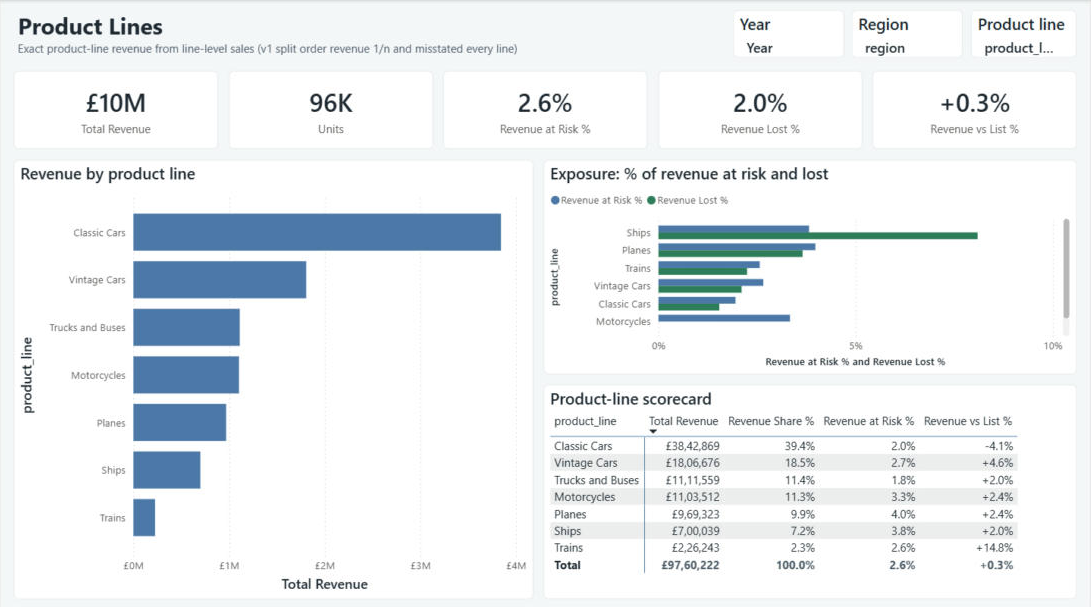 Product Lines
Exact product-line revenue from line-level sales (v1 split order revenue 1/n and misstated every line)
Year
Year
Region
region
Product line
product_l...
£10M
Total Revenue
96K
Units
2.6%
Revenue at Risk %
2.0%
Revenue Lost %
+0.3%
Revenue vs List %
Revenue by product line
product_line
Classic Cars
Vintage Cars
Trucks and Buses
Motorcycles
Planes
Ships
Trains
£0M £1M £2M £3M £4M
Total Revenue
Exposure: % of revenue at risk and lost
Revenue at Risk % Revenue Lost %
product_line
Ships
Planes
Trains
Vintage Cars
Classic Cars
Motorcycles
0% 5% 10%
Revenue at Risk % and Revenue Lost %
Product-line scorecard
product_line Total Revenue Revenue Share % Revenue at Risk % Revenue vs List %
Classic Cars £38,42,869 39.4% 2.0% -4.1%
Vintage Cars £18,06,676 18.5% 2.7% +4.6%
Trucks and Buses £11,11,559 11.4% 1.8% +2.0%
Motorcycles £11,03,512 11.3% 3.3% +2.4%
Planes £9,69,323 9.9% 4.0% +2.4%
Ships £7,00,039 7.2% 3.8% +2.0%
Trains £2,26,243 2.3% 2.6% +14.8%
Total £97,60,222 100.0% 2.6% +0.3%